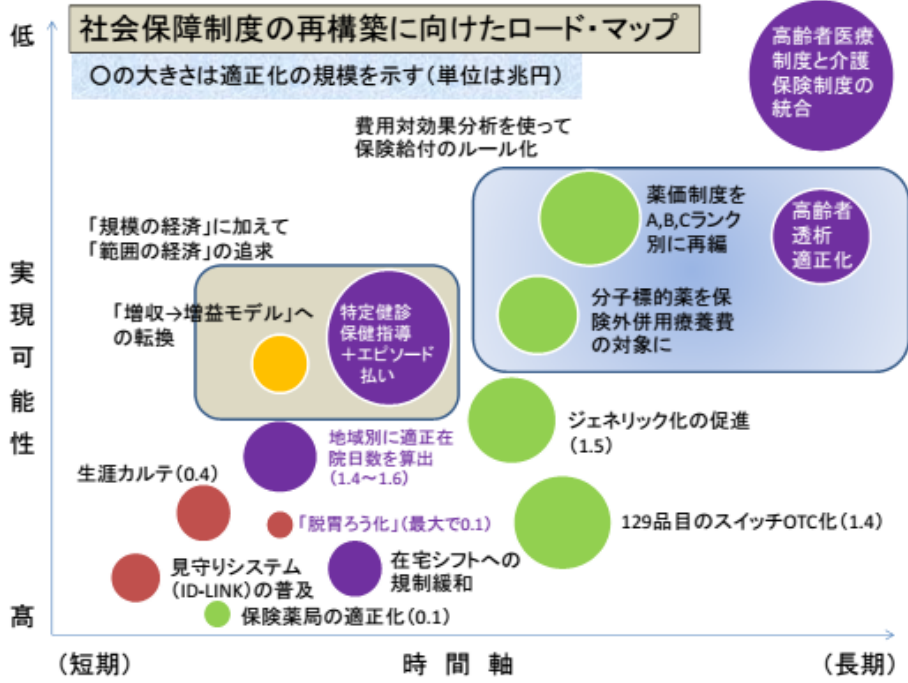 社会保障制度の再構築に向けたロード・マップ
〇の大きさは適正化の規模を示す(単位は兆円)
低
実現可能性
高
高齢者医療
制度と介護
保険制度の
統合
費用対効果分析を使って
保険給付のルール化
薬価制度を
A,B,Cランク
別に再編
高齢者
透析
適正化
分子標的薬を保
険外併用療養費
の対象に
「規模の経済」に加えて
「範囲の経済」の追求
「増収→増益モデル」へ
の転換
特定健診
保健指導
＋エピソード
払い
ジェネリック化の促進
(1.5)
地域別に適正在
院日数を算出
(1.4～1.6)
生涯カルテ(0.4)
「脱胃ろう化」(最大で0.1)
129品目のスイッチOTC化(1.4)
見守りシステム
(ID-LINK)の普及
在宅シフトへの
規制緩和
保険薬局の適正化(0.1)
(短期)
時間軸
(長期)